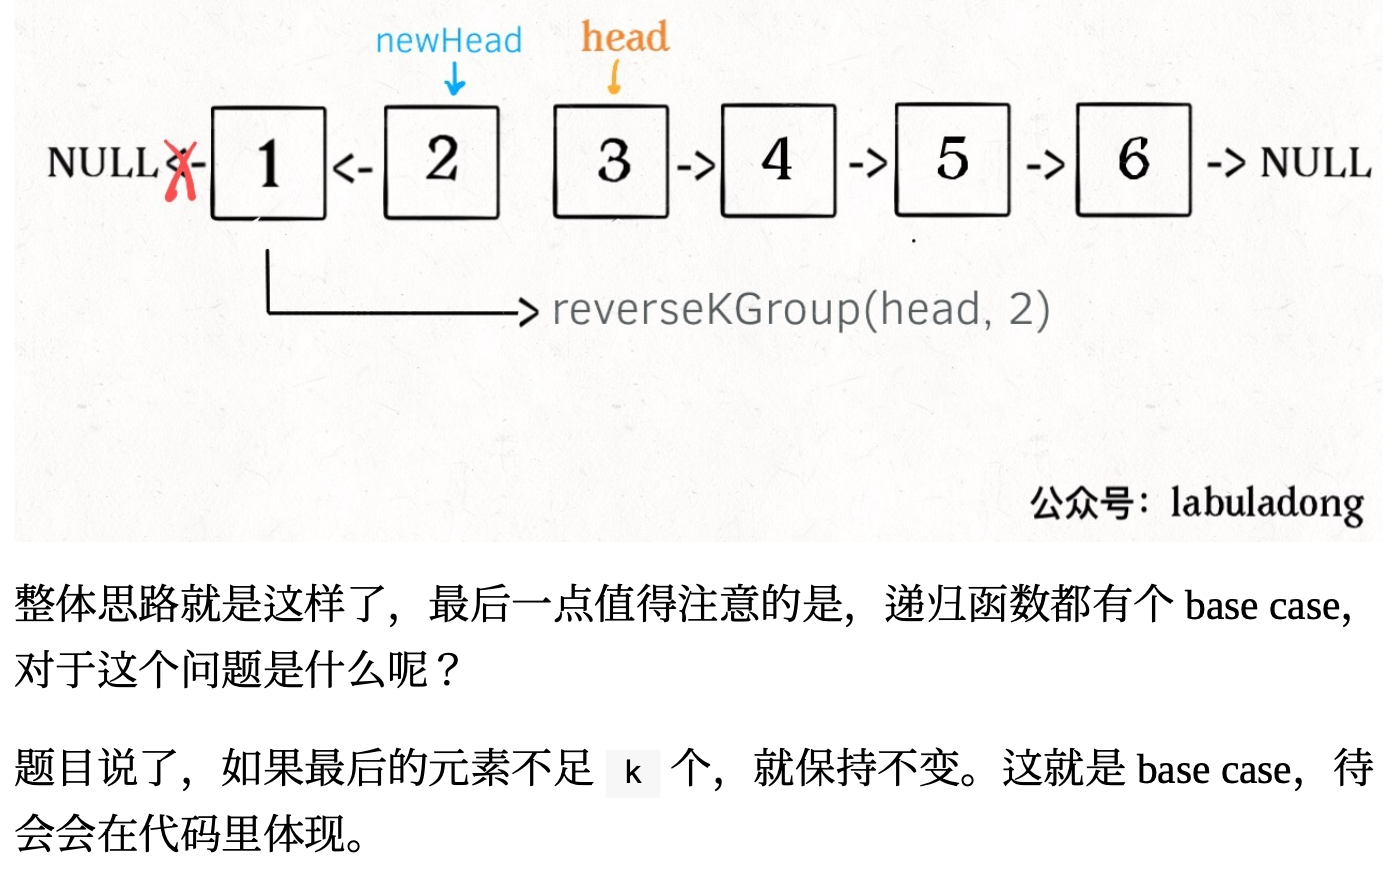 newHead head
NULL<- 1 <- 2 3 -> 4 -> 5 -> 6 -> NULL
reverseKGroup(head, 2)
公众号：labuladong
整体思路就是这样了，最后一点值得注意的是，递归函数都有个 base case，
对于这个问题是什么呢？
题目说了，如果最后的元素不足 k 个，就保持不变。这就是 base case，待
会会在代码里体现。